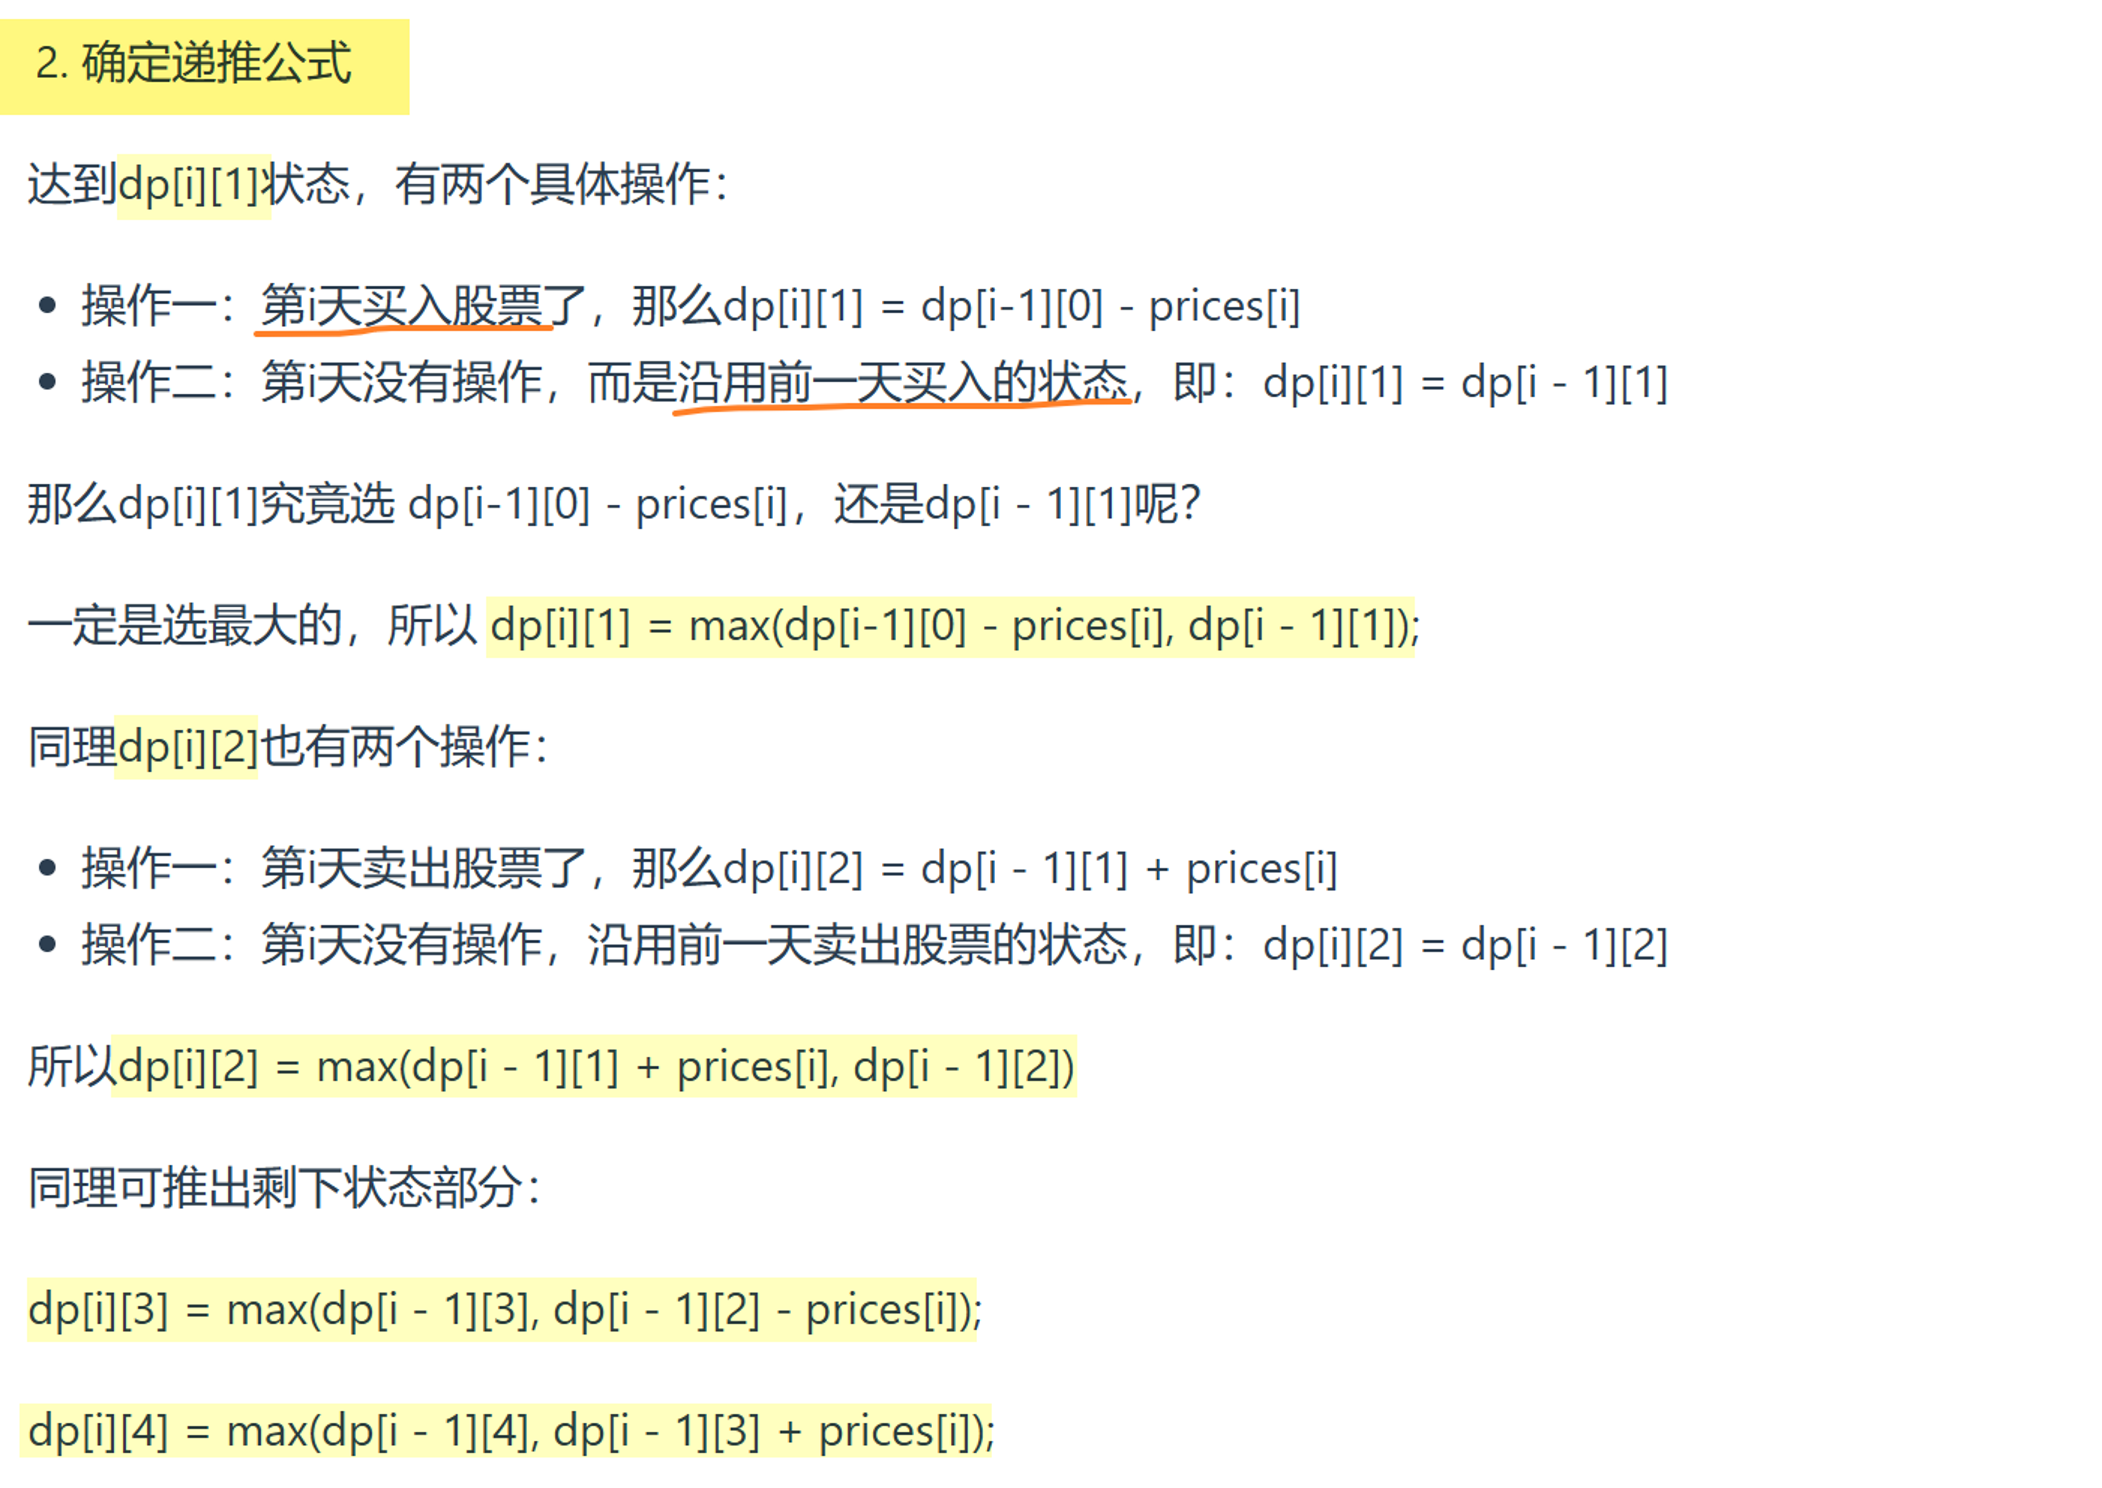 2. 确定递推公式
达到dp[i][1]状态，有两个具体操作：
• 操作一：第i天买入股票了，那么dp[i][1] = dp[i-1][0] - prices[i]
• 操作二：第i天没有操作，而是沿用前一天买入的状态，即：dp[i][1] = dp[i - 1][1]
那么dp[i][1]究竟选 dp[i-1][0] - prices[i]，还是dp[i - 1][1]呢？
一定是选最大的，所以 dp[i][1] = max(dp[i-1][0] - prices[i], dp[i - 1][1]);
同理dp[i][2]也有两个操作：
• 操作一：第i天卖出股票了，那么dp[i][2] = dp[i - 1][1] + prices[i]
• 操作二：第i天没有操作，沿用前一天卖出股票的状态，即：dp[i][2] = dp[i - 1][2]
所以dp[i][2] = max(dp[i - 1][1] + prices[i], dp[i - 1][2])
同理可推出剩下状态部分：
dp[i][3] = max(dp[i - 1][3], dp[i - 1][2] - prices[i]);
dp[i][4] = max(dp[i - 1][4], dp[i - 1][3] + prices[i]);